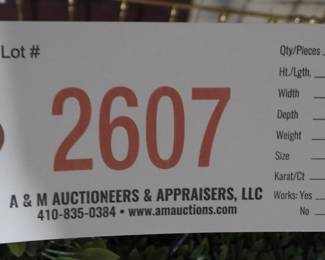 Lot #
2607
A & M AUCTIONEERS & APPRAISERS, LLC
410-835-0384 • www.amauctions.com
Qty/Pieces
Ht./Lgth.
Width
Depth
Weight
Size
Karat/Ct
Works: Yes
No